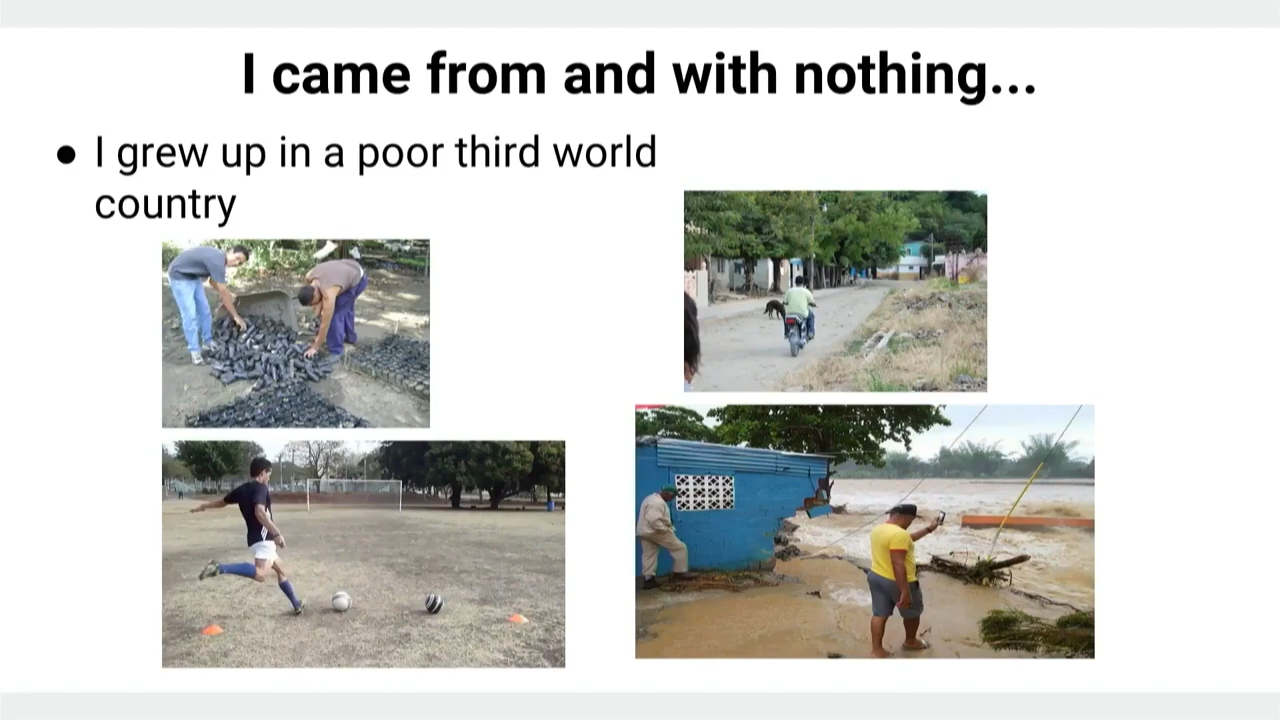 I came from and with nothing...
● I grew up in a poor third world
country